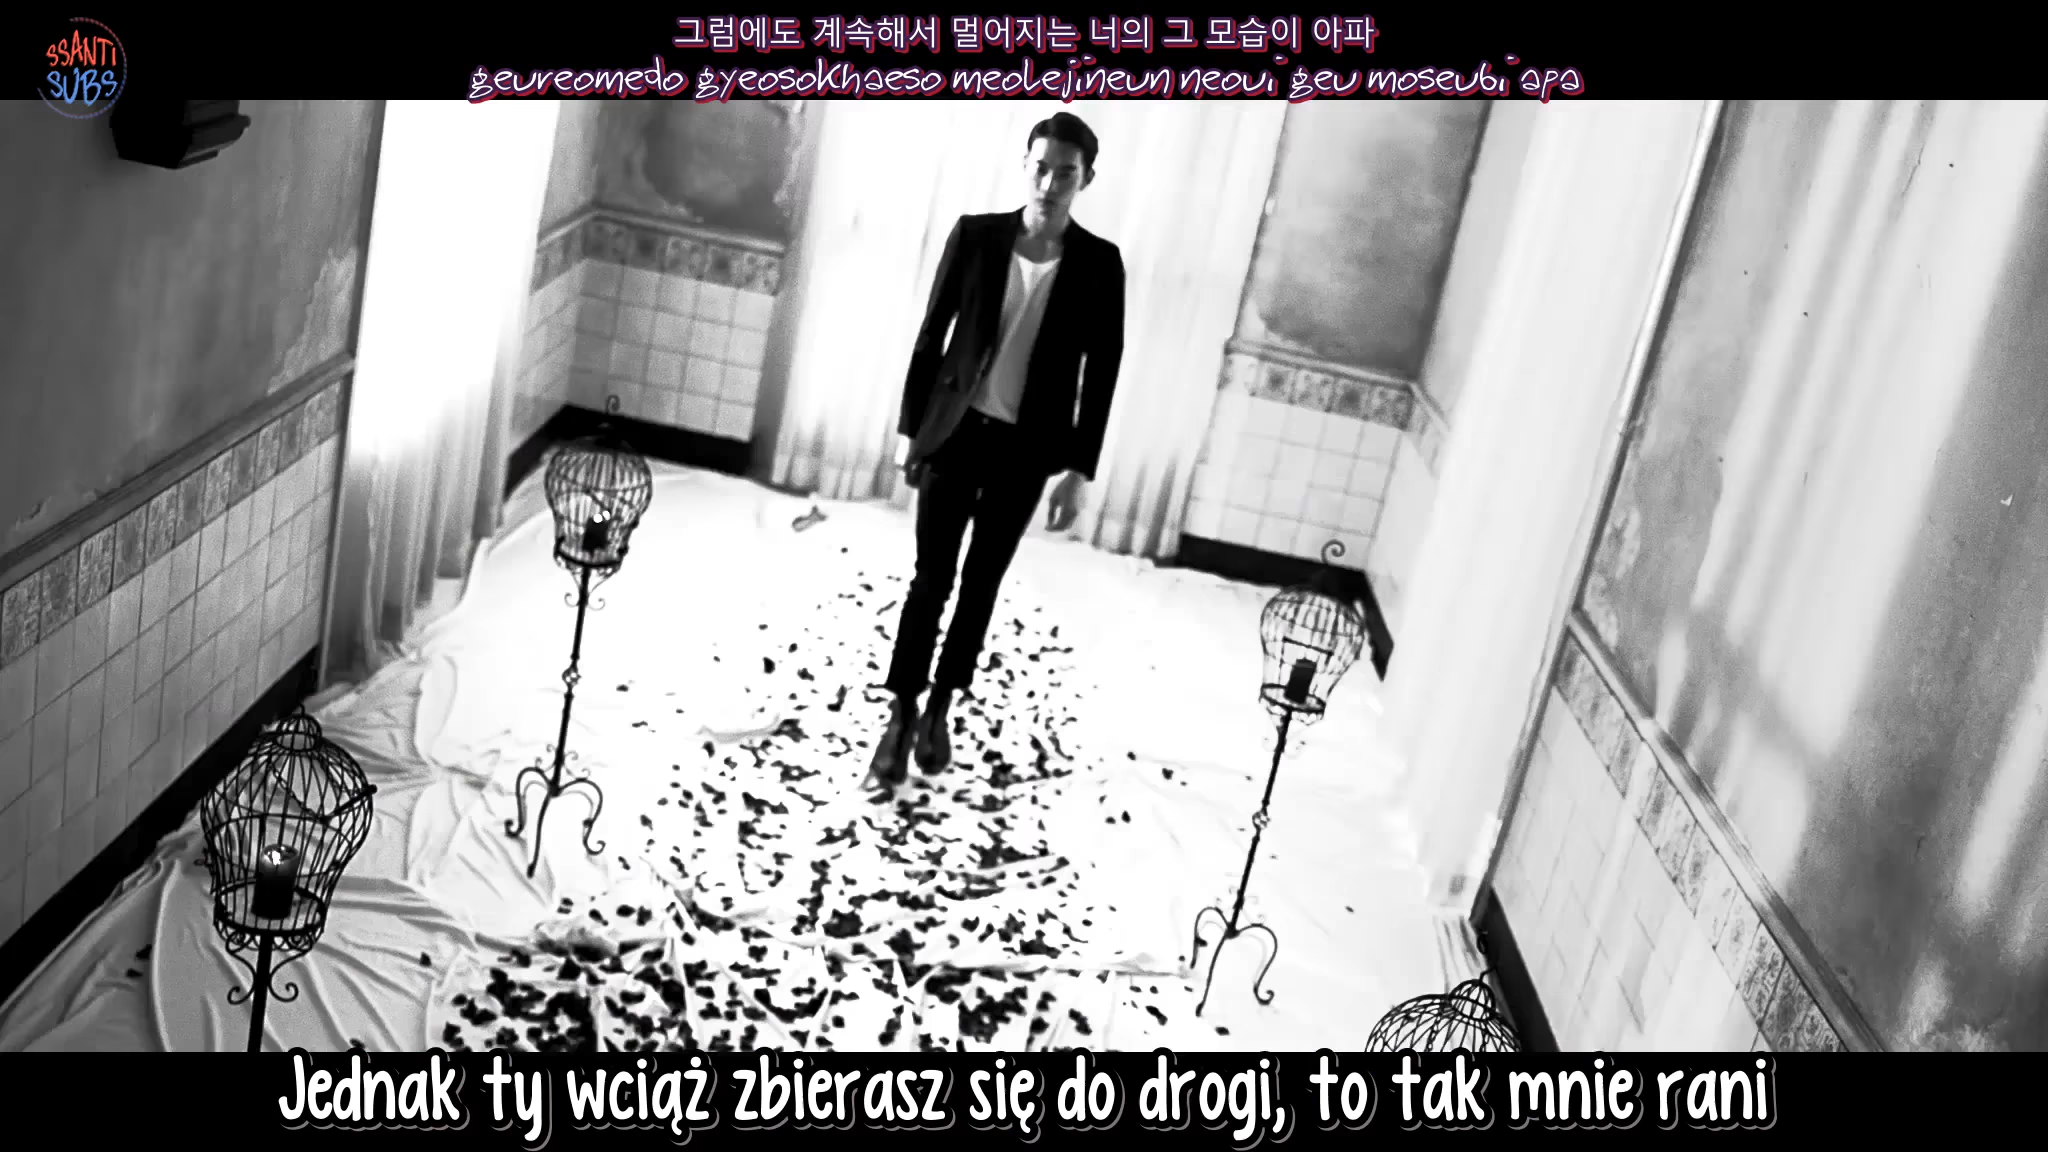 SSANTI
SUBS
그럼에도 계속해서 멀어지는 너의 그 모습이 아파
geureomedo gyeosokhaeso meolejineun neoui geu moseubi apa
Jednak ty wciąż zbierasz się do drogi, to tak mnie rani